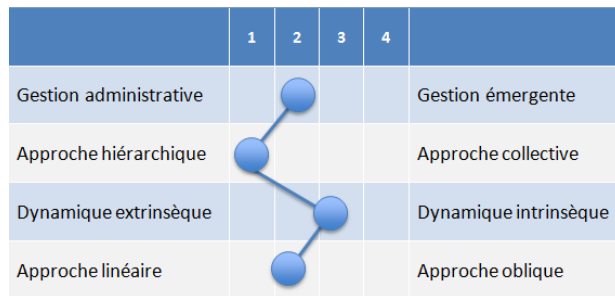 1 2 3 4
Gestion administrative Gestion émergente
Approche hiérarchique Approche collective
Dynamique extrinsèque Dynamique intrinsèque
Approche linéaire Approche oblique